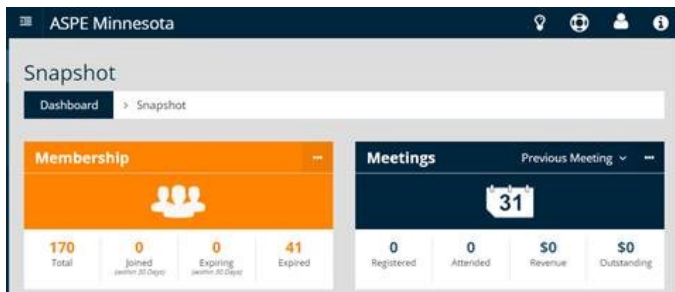 ASPE Minnesota
Snapshot
Dashboard > Snapshot
Membership
Meetings Previous Meeting
31
170 0 0 41
Total Joined Expiring Expired
(within 30 Days) (within 30 Days)
0 0 $0 $0
Registered Attended Revenue Outstanding